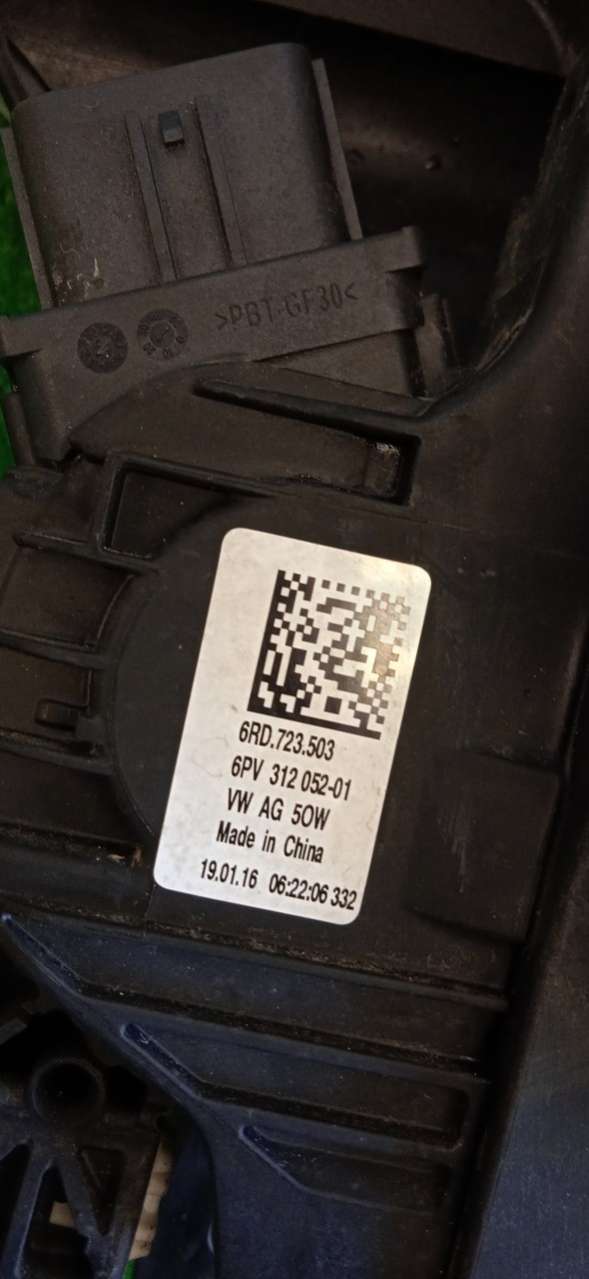 >PBT-GF30<
6RD.723.503
6PV 312 052-01
VW AG 5OW
Made in China
19.01.16 06:22:06 332